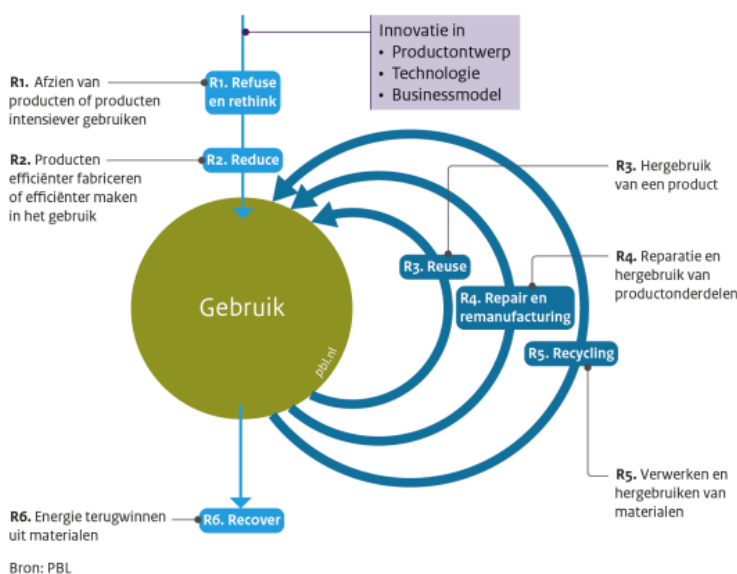 Innovatie in
• Productontwerp
• Technologie
• Businessmodel
R1. Afzien van
producten of producten
intensiever gebruiken
R1. Refuse
en rethink
R2. Producten
efficiënter fabriceren
of efficiënter maken
in het gebruik
R2. Reduce
R3. Hergebruik
van een product
R3. Reuse
R4. Reparatie en
hergebruik van
productonderdelen
R4. Repair en
remanufacturing
Gebruik
pbl.nl
R5. Recycling
R5. Verwerken en
hergebruiken van
materialen
R6. Energie terugwinnen
uit materialen
R6. Recover
Bron: PBL